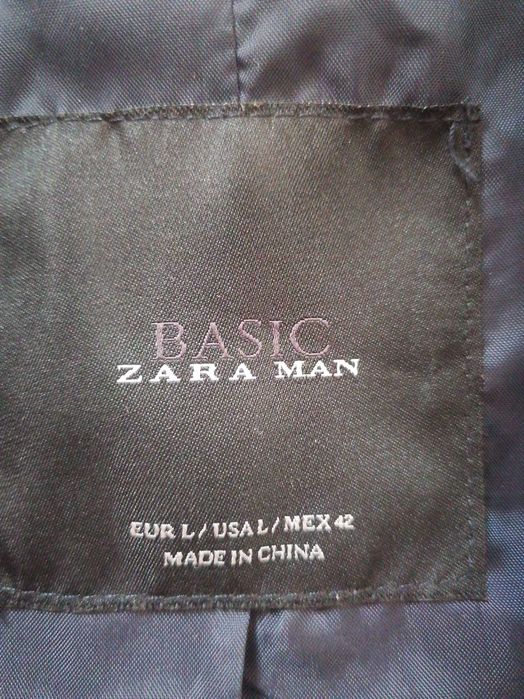 BASIC
ZARA MAN
EUR L / USA L / MEX 42
MADE IN CHINA